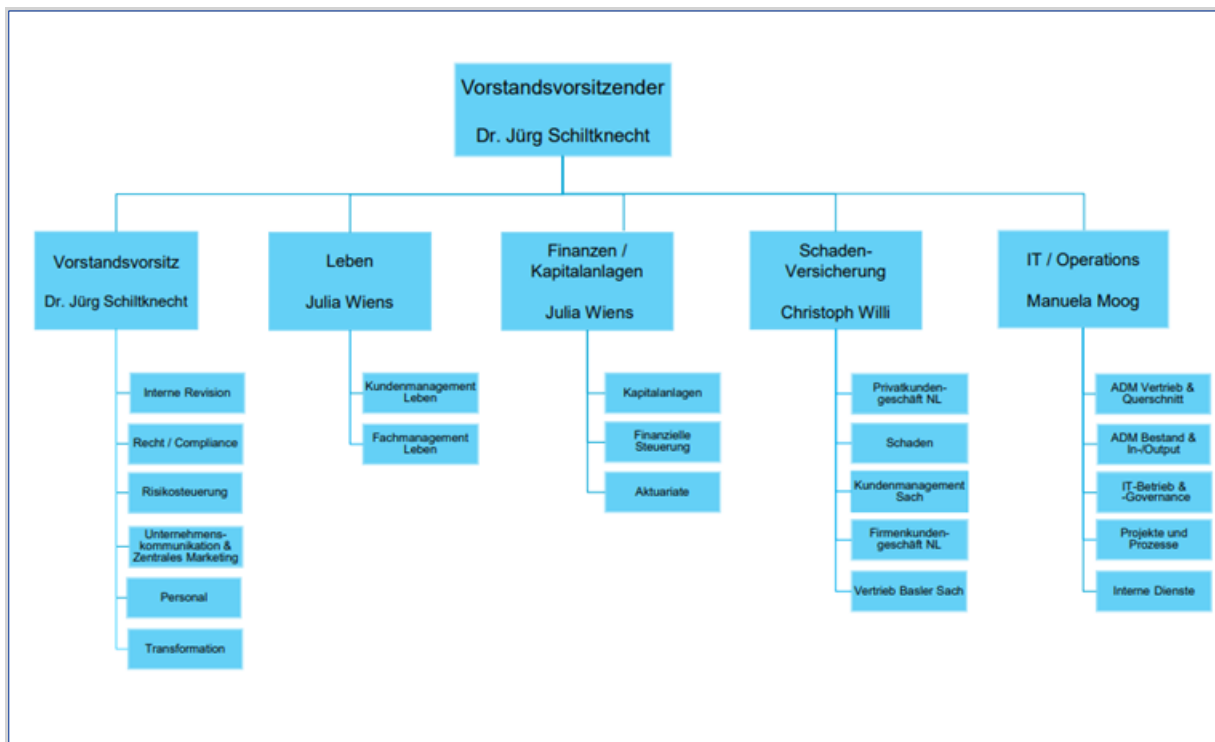 Vorstandsvorsitzender
Dr. Jürg Schiltknecht
Vorstandsvorsitz
Dr. Jürg Schiltknecht
Interne Revision
Recht / Compliance
Risikosteuerung
Unternehmens-
kommunikation &
Zentrales Marketing
Personal
Transformation
Leben
Julia Wiens
Kundenmanagement
Leben
Fachmanagement
Leben
Finanzen /
Kapitalanlagen
Julia Wiens
Kapitalanlagen
Finanzielle
Steuerung
Aktuariate
Schaden-
Versicherung
Christoph Willi
Privatkunden-
geschäft NL
Schaden
Kundenmanagement
Sach
Firmenkunden-
geschäft NL
Vertrieb Basler Sach
IT / Operations
Manuela Moog
ADM Vertrieb &
Querschnitt
ADM Bestand &
In-/Output
IT-Betrieb &
-Governance
Projekte und
Prozesse
Interne Dienste